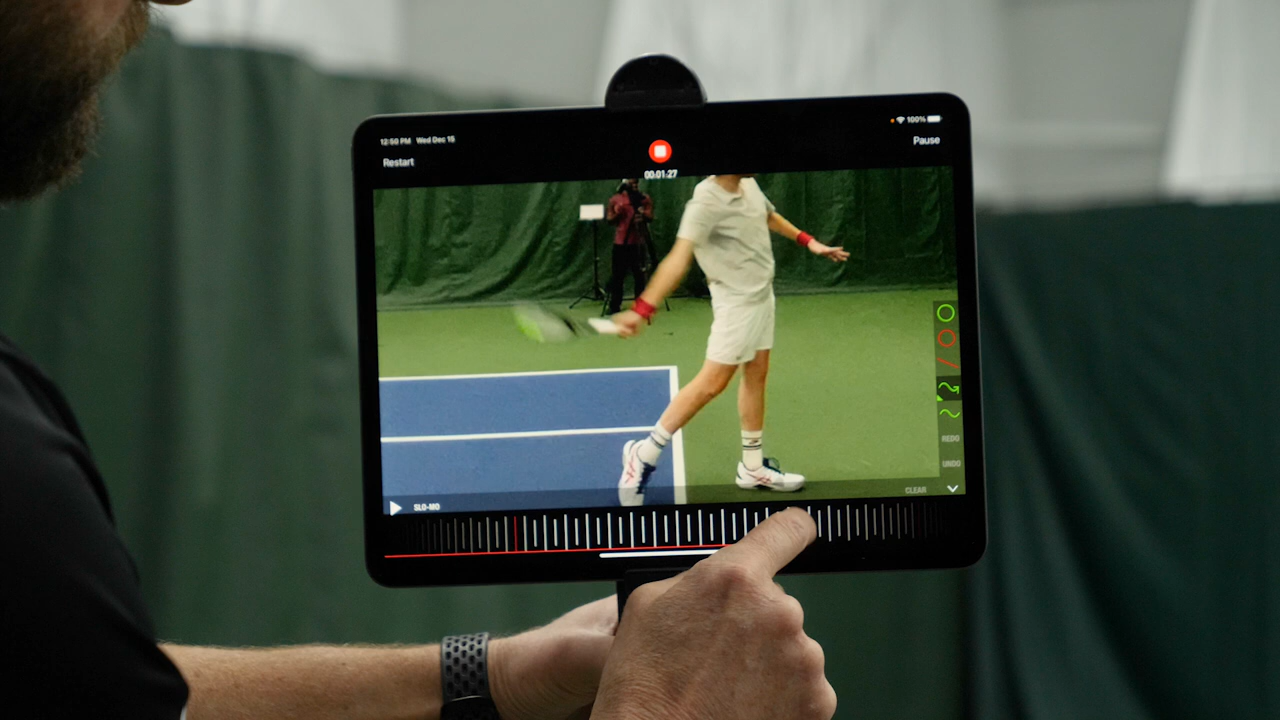 12:50 PM Wed Dec 15
100%
Restart
Pause
00:01:27
REDO
UNDO
CLEAR
SLO-MO